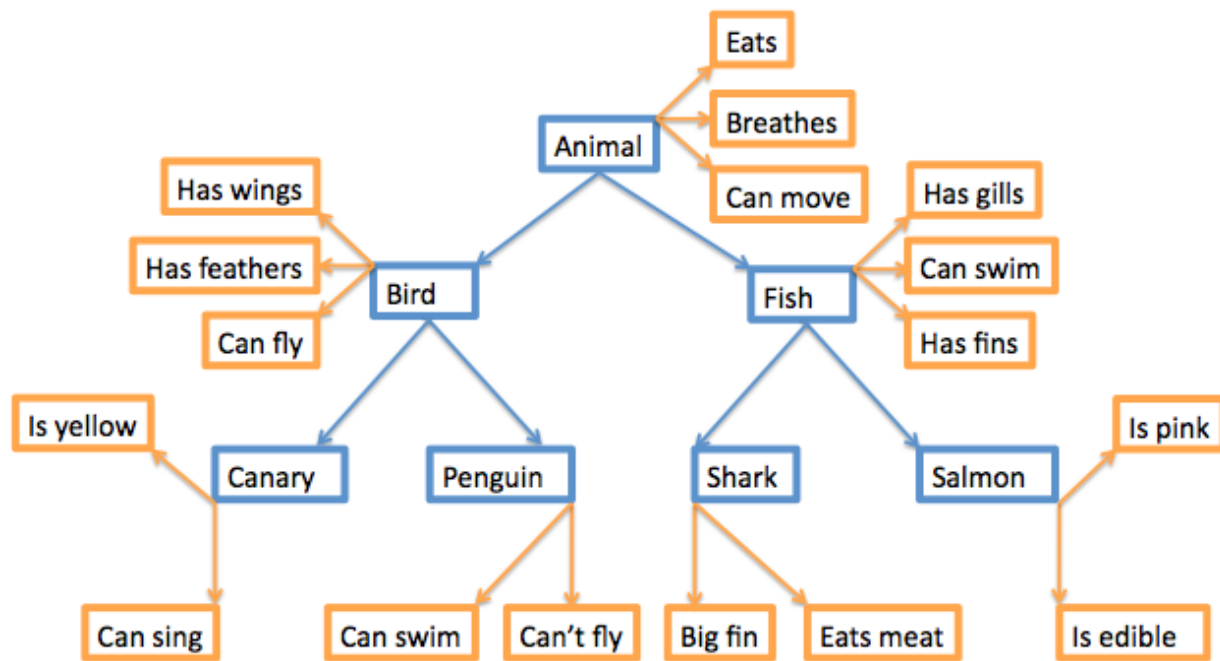 Eats
Breathes
Animal
Can move
Has wings
Has gills
Has feathers
Can swim
Bird
Fish
Can fly
Has fins
Is yellow
Is pink
Canary
Penguin
Shark
Salmon
Can sing
Can swim
Can't fly
Big fin
Eats meat
Is edible